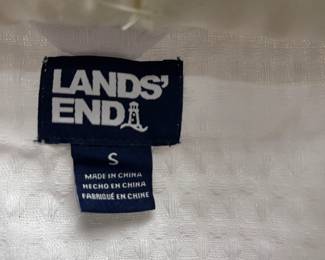 LANDS'
END
S
MADE IN CHINA
HECHO EN CHINA
FABRIQUÉ EN CHINE